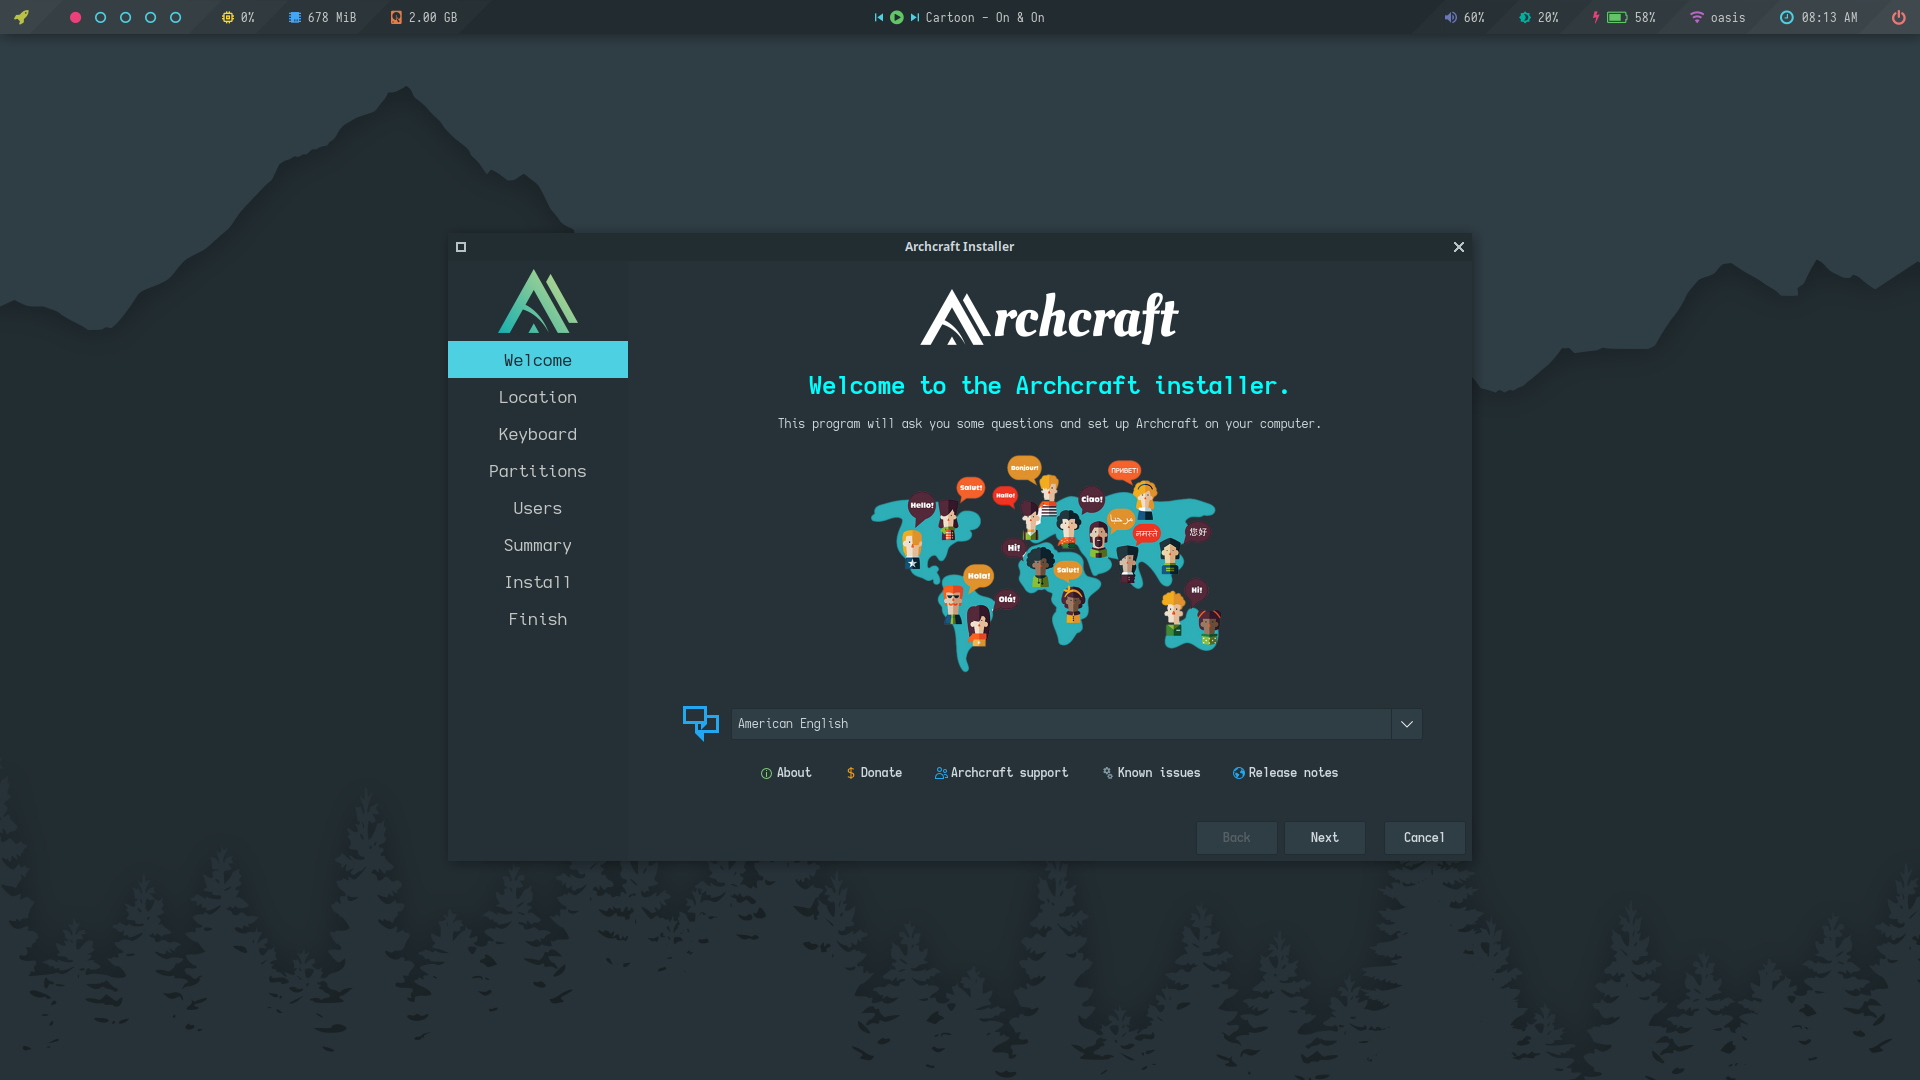 0% 678 MiB 2.00 GB Cartoon - On & On 60% 20% 58% oasis 08:13 AM
Archcraft Installer
Archcraft
Welcome to the Archcraft installer.
This program will ask you some questions and set up Archcraft on your computer.
Welcome
Location
Keyboard
Partitions
Users
Summary
Install
Finish
Bonjour!
ПРИВЕТ!
Salut!
Hallo!
Ciao!
Hello!
مرحبا
नमस्ते
您好
Hi!
Salut!
Hola!
Olá!
Hi!
American English
About Donate Archcraft support Known issues Release notes
Back Next Cancel